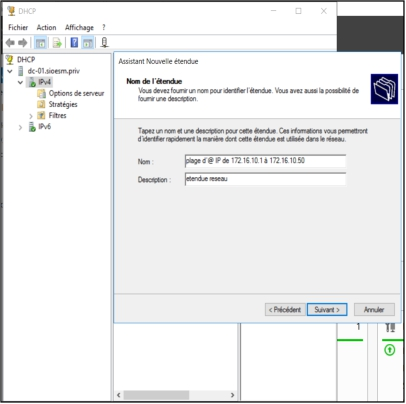 DHCP
Fichier Action Affichage ?
DHCP
dc-01.sioesm.priv
IPv4
Options de serveur
Stratégies
Filtres
IPv6
Assistant Nouvelle étendue
Nom de l'étendue
Vous devez fournir un nom pour identifier l'étendue. Vous avez aussi la possibilité de
fournir une description.
Tapez un nom et une description pour cette étendue. Ces informations vous permettront
d'identifier rapidement la manière dont cette étendue est utilisée dans le réseau.
Nom : plage d'@ IP de 172.16.10.1 à 172.16.10.50
Description : etendue reseau
< Précédent Suivant > Annuler
1